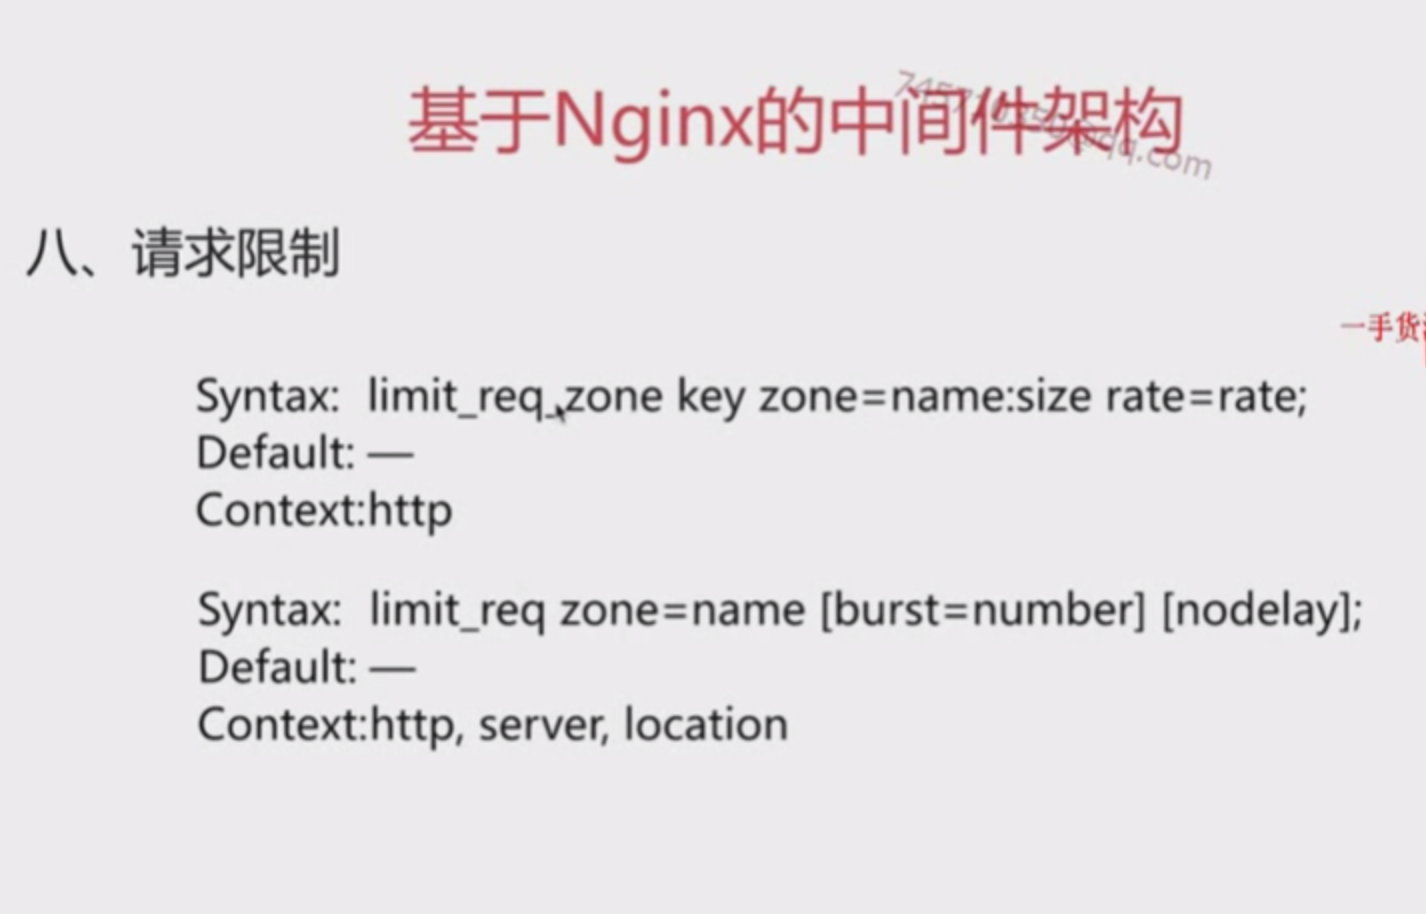 基于Nginx的中间件架构
八、请求限制
一手货
Syntax: limit_req_zone key zone=name:size rate=rate;
Default: —
Context:http
Syntax: limit_req zone=name [burst=number] [nodelay];
Default: —
Context:http, server, location